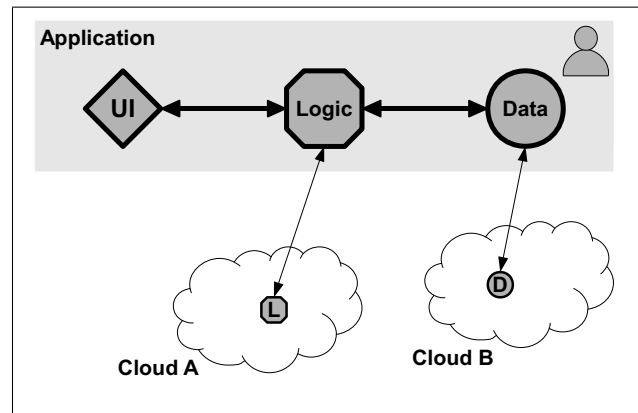 Application
UI
Logic
Data
L
D
Cloud A
Cloud B